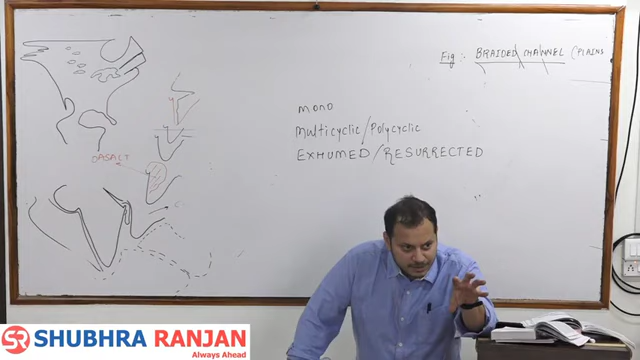 Fig :- BRAIDED CHANNEL (PLAINS
mono
Multicyclic/Polycyclic
EXHUMED/RESURRECTED
BASALT
SR SHUBHRA RANJAN
Always Ahead